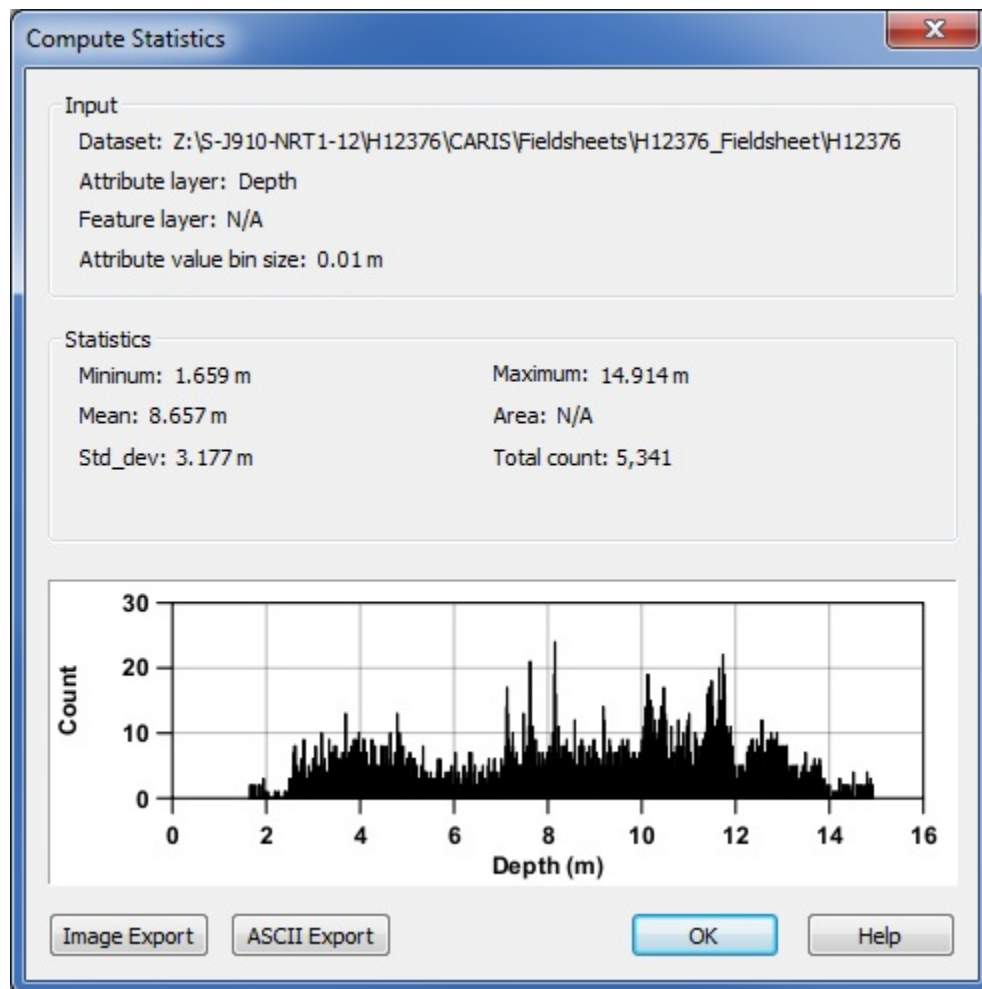 Compute Statistics
Input
Dataset: Z:\S-J910-NRT1-12\H12376\CARIS\Fieldsheets\H12376_Fieldsheet\H12376
Attribute layer: Depth
Feature layer: N/A
Attribute value bin size: 0.01 m
Statistics
Mininum: 1.659 m Maximum: 14.914 m
Mean: 8.657 m Area: N/A
Std_dev: 3.177 m Total count: 5,341
30
20
10
0
Count
0 2 4 6 8 10 12 14 16
Depth (m)
Image Export ASCII Export OK Help